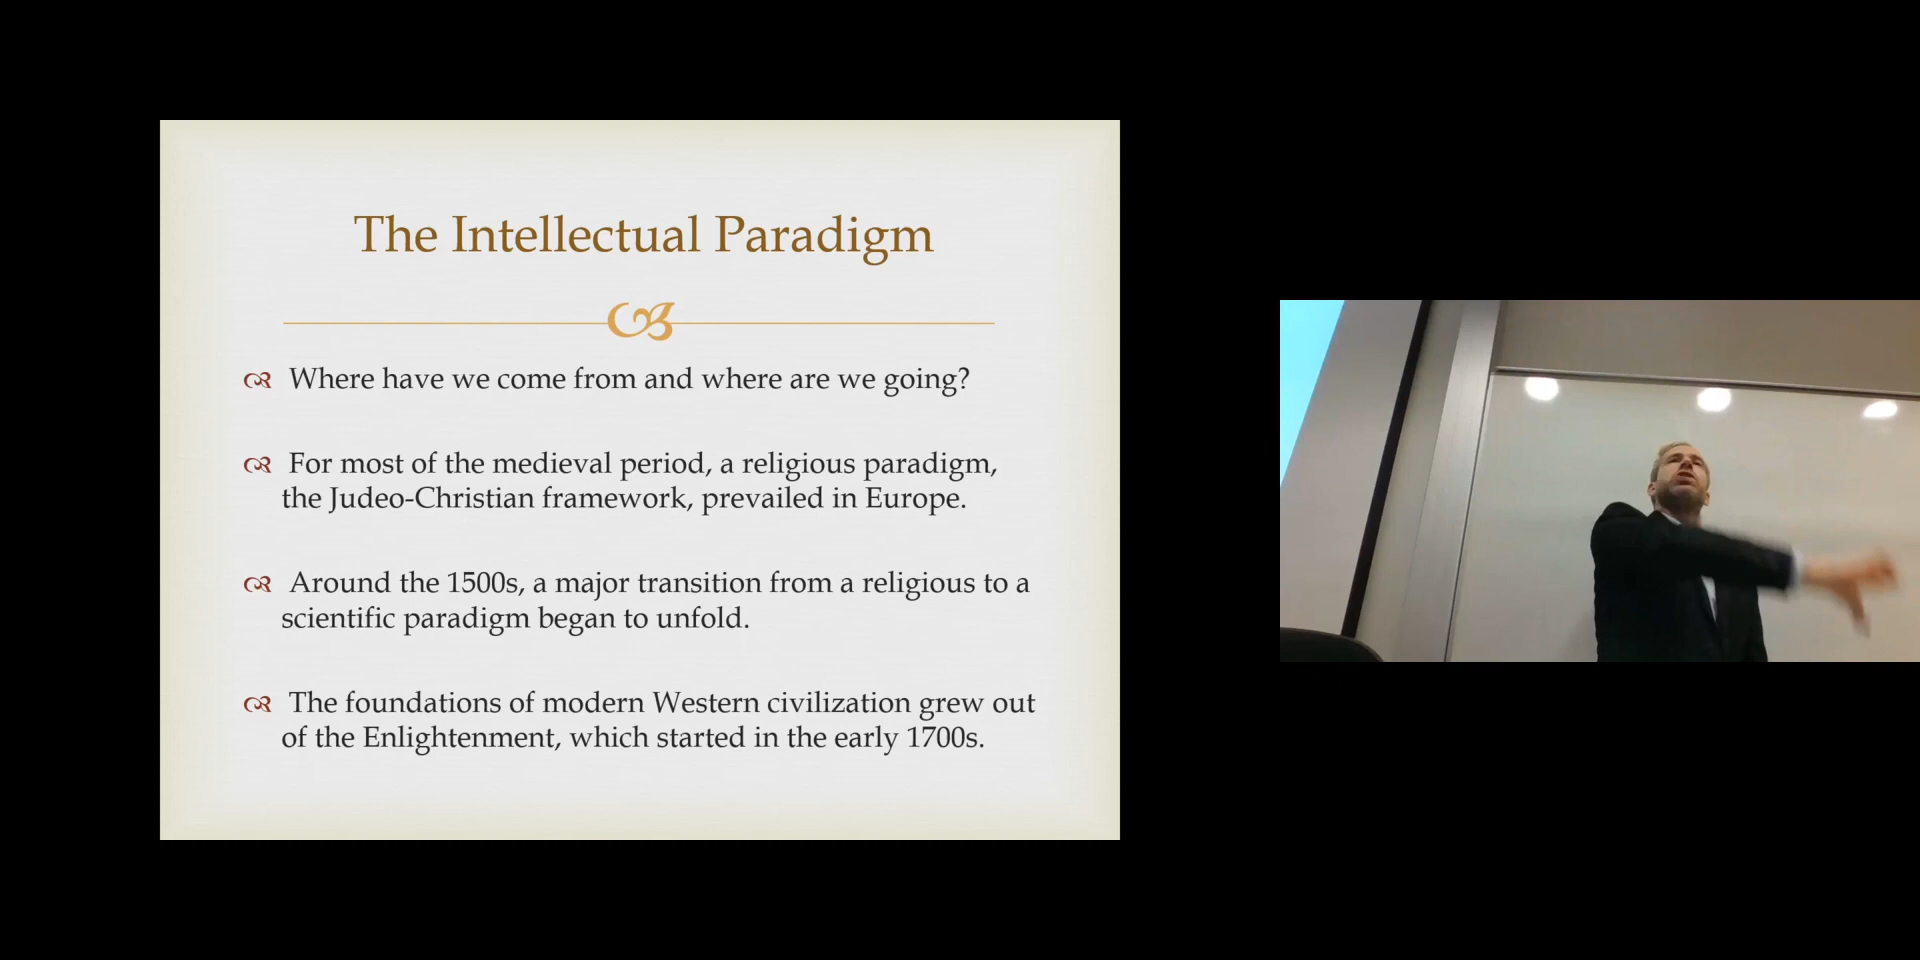 The Intellectual Paradigm
Where have we come from and where are we going?
For most of the medieval period, a religious paradigm,
the Judeo-Christian framework, prevailed in Europe.
Around the 1500s, a major transition from a religious to a
scientific paradigm began to unfold.
The foundations of modern Western civilization grew out
of the Enlightenment, which started in the early 1700s.